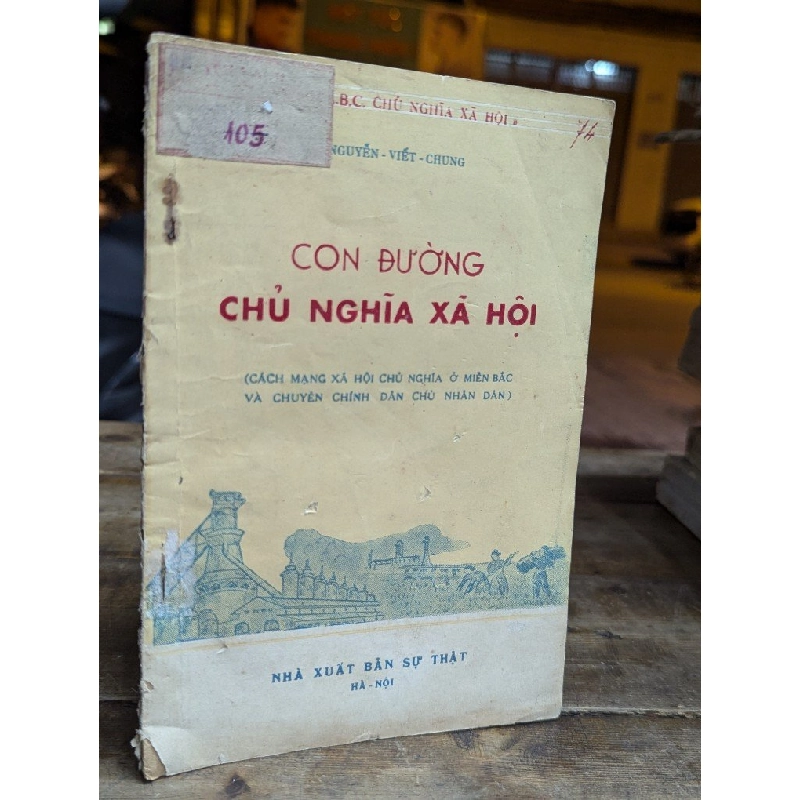 .B.C. CHỦ NGHĨA XÃ HỘI »
74
105
NGUYỄN - VIẾT - CHUNG
CON ĐƯỜNG
CHỦ NGHĨA XÃ HỘI
(CÁCH MẠNG XÃ HỘI CHỦ NGHĨA Ở MIỀN BẮC
VÀ CHUYÊN CHÍNH DÂN CHỦ NHÂN DÂN)
NHÀ XUẤT BẢN SỰ THẬT
HÀ - NỘI